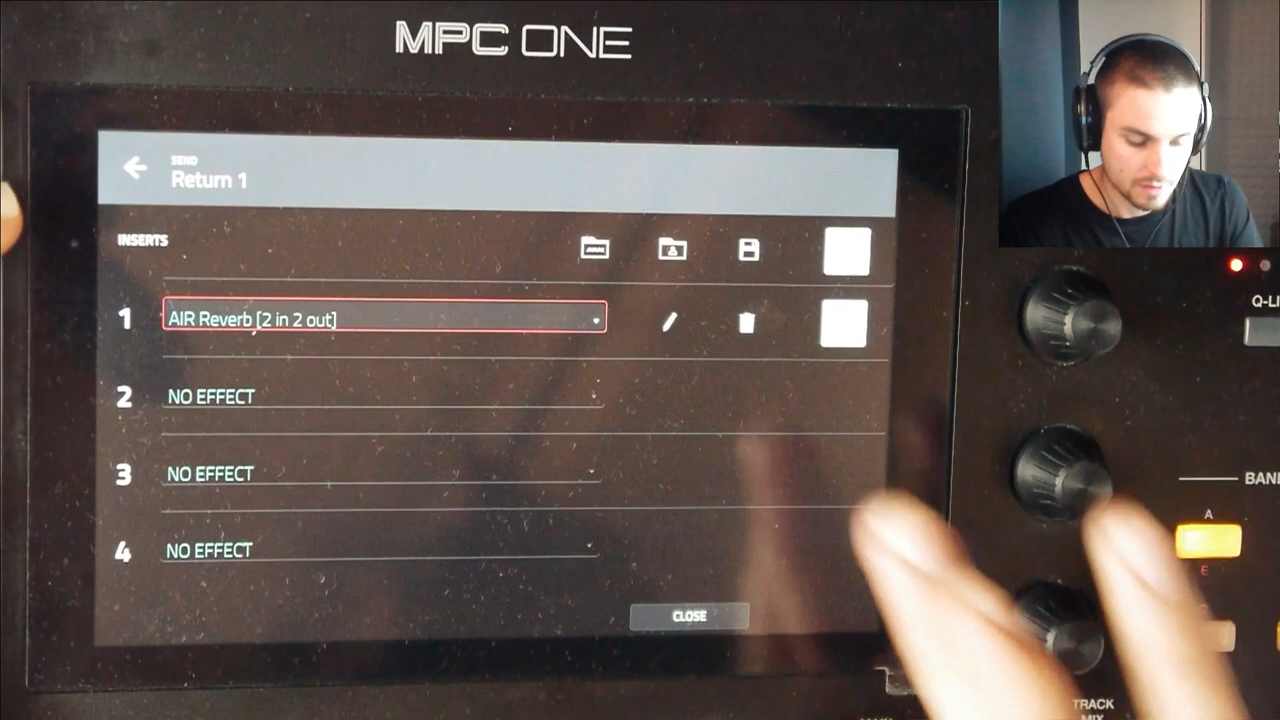 MPC ONE
SEND
Return 1
INSERTS
1 AIR Reverb [2 in 2 out]
2 NO EFFECT
3 NO EFFECT
4 NO EFFECT
CLOSE
Q-LI
BAND
A
E
TRACK
MIX